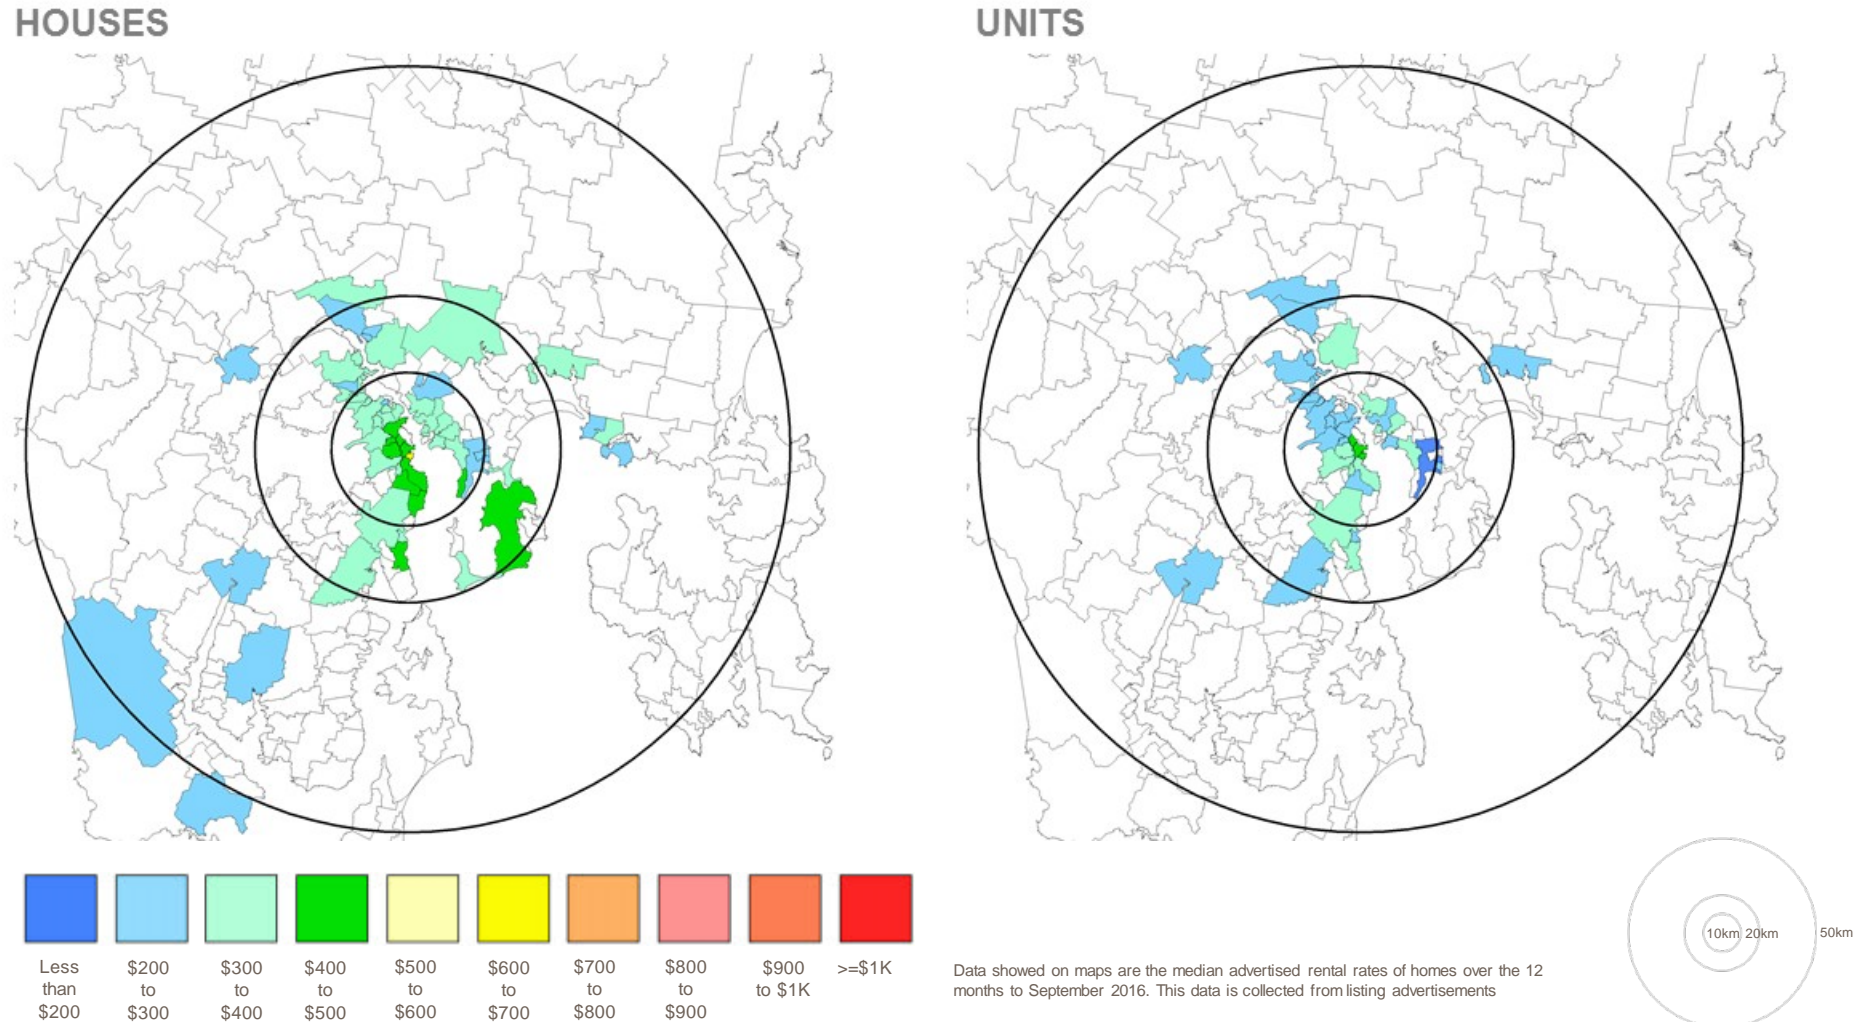 HOUSES
UNITS
Less than $200
$200 to $300
$300 to $400
$400 to $500
$500 to $600
$600 to $700
$700 to $800
$800 to $900
$900 to $1K
>=$1K
Data showed on maps are the median advertised rental rates of homes over the 12
months to September 2016. This data is collected from listing advertisements
10km 20km 50km